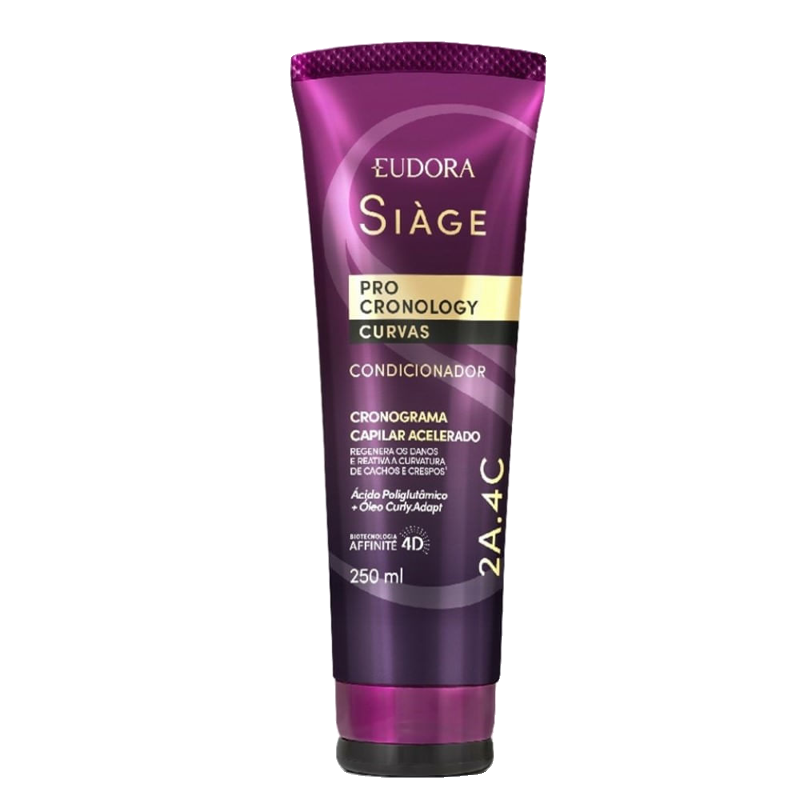 EUDORA
SIÀGE
PRO
CRONOLOGY
CURVAS
CONDICIONADOR
CRONOGRAMA
CAPILAR ACELERADO
REGENERA OS DANOS
E REATIVA A CURVATURA
DE CACHOS E CRESPOS¹
Ácido Poliglutâmico
+ Óleo Curly.Adapt
BIOTECNOLOGIA
AFFINITÉ 4D
250 ml
2A.4C